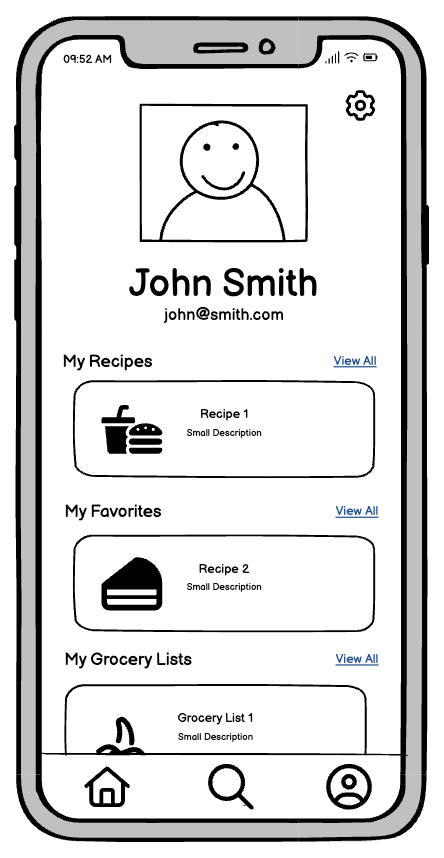 09:52 AM
John Smith
john@smith.com
My Recipes
View All
Recipe 1
Small Description
My Favorites
View All
Recipe 2
Small Description
My Grocery Lists
View All
Grocery List 1
Small Description